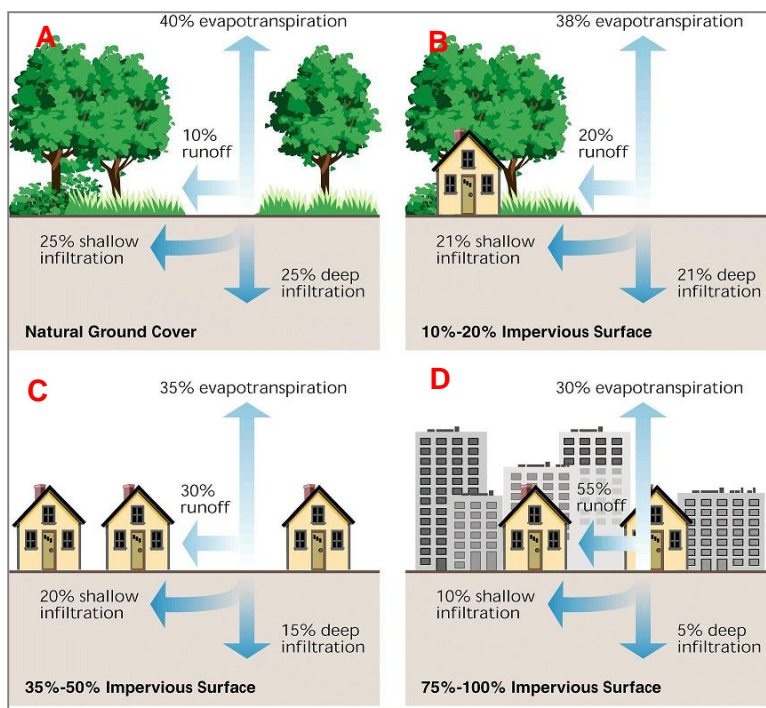 A
40% evapotranspiration
10%
runoff
25% shallow
infiltration
25% deep
infiltration
Natural Ground Cover
B
38% evapotranspiration
20%
runoff
21% shallow
infiltration
21% deep
infiltration
10%-20% Impervious Surface
C
35% evapotranspiration
30%
runoff
20% shallow
infiltration
15% deep
infiltration
35%-50% Impervious Surface
D
30% evapotranspiration
55%
runoff
10% shallow
infiltration
5% deep
infiltration
75%-100% Impervious Surface